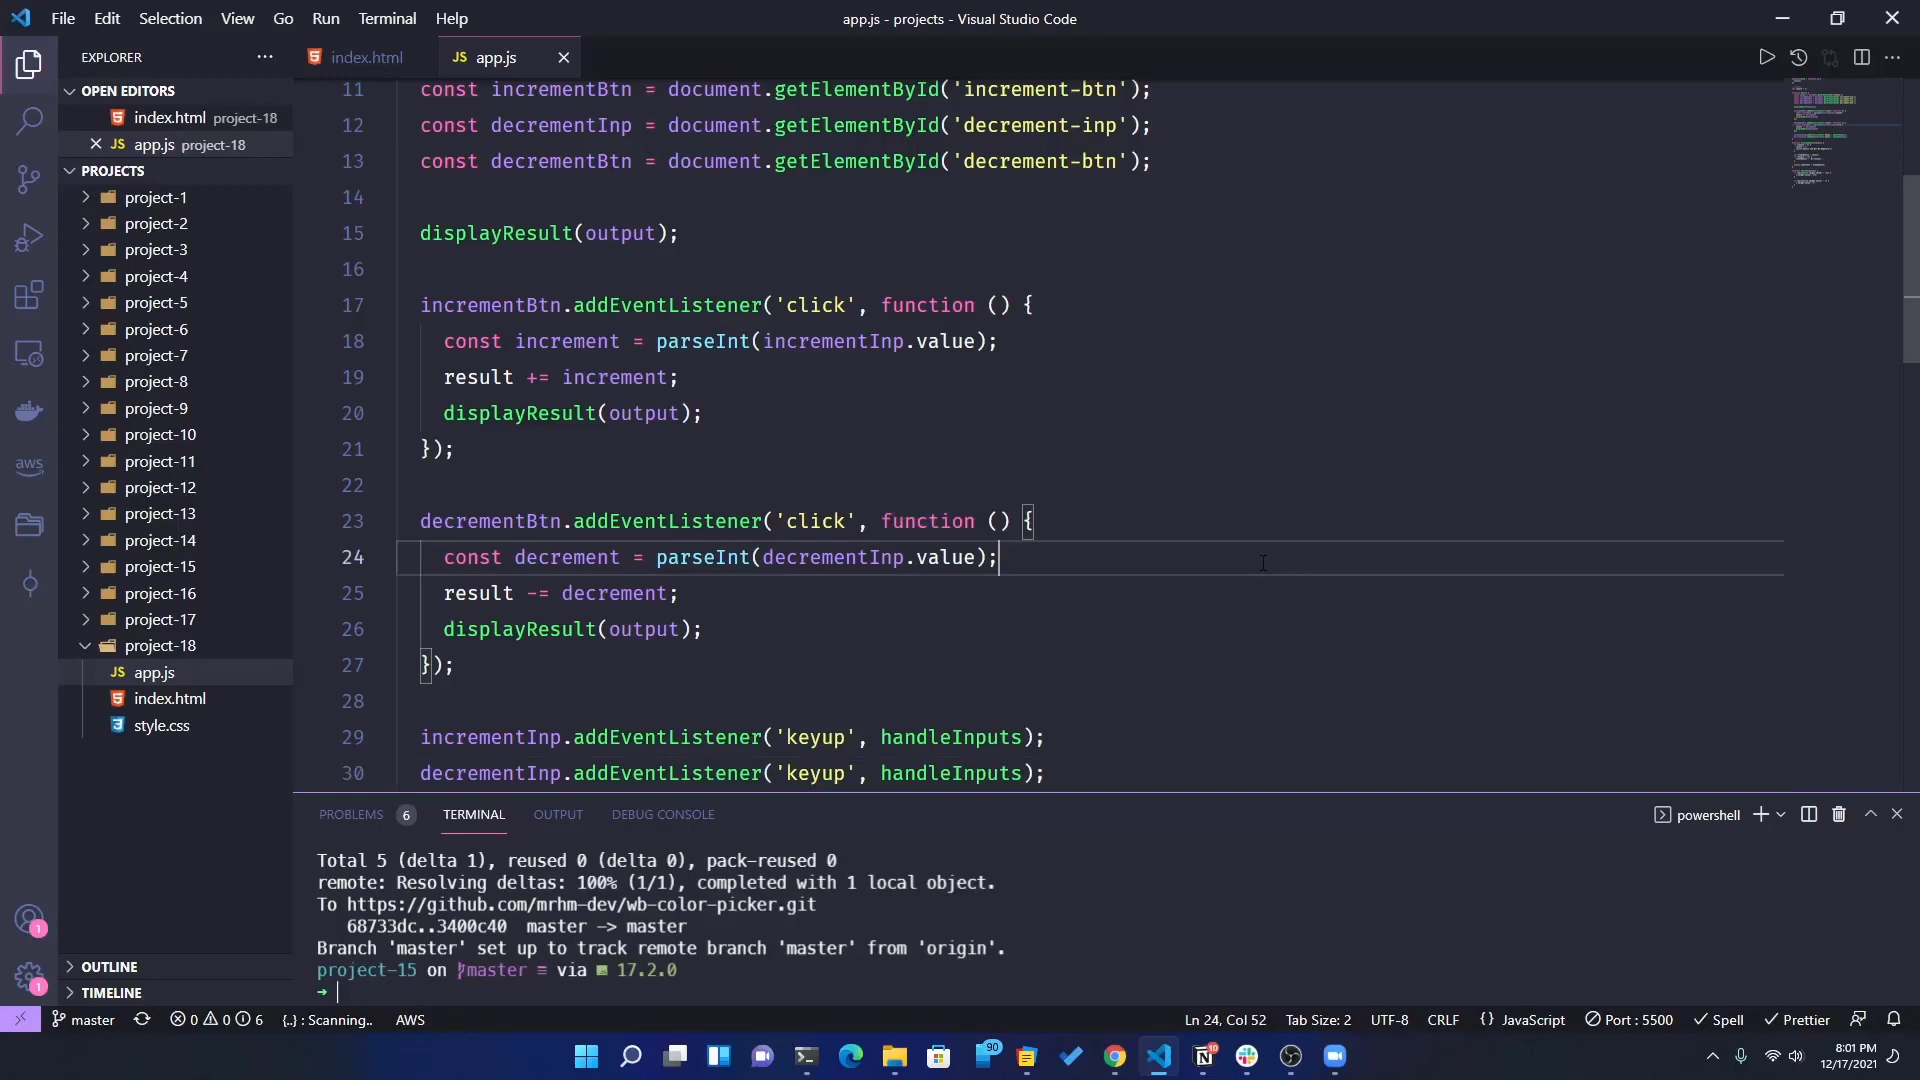 File Edit Selection View Go Run Terminal Help
app.js - projects - Visual Studio Code
EXPLORER
OPEN EDITORS
index.html project-18
JS app.js project-18
PROJECTS
project-1
project-2
project-3
project-4
project-5
project-6
project-7
project-8
project-9
project-10
project-11
project-12
project-13
project-14
project-15
project-16
project-17
project-18
JS app.js
index.html
style.css
OUTLINE
TIMELINE
aws
1
1
index.html
JS app.js
11 const incrementBtn = document.getElementById('increment-btn');
12 const decrementInp = document.getElementById('decrement-inp');
13 const decrementBtn = document.getElementById('decrement-btn');
14
15 displayResult(output);
16
17 incrementBtn.addEventListener('click', function () {
18 const increment = parseInt(incrementInp.value);
19 result += increment;
20 displayResult(output);
21 });
22
23 decrementBtn.addEventListener('click', function () {
24 const decrement = parseInt(decrementInp.value);
25 result -= decrement;
26 displayResult(output);
27 });
28
29 incrementInp.addEventListener('keyup', handleInputs);
30 decrementInp.addEventListener('keyup', handleInputs);
PROBLEMS 6 TERMINAL OUTPUT DEBUG CONSOLE
powershell
Total 5 (delta 1), reused 0 (delta 0), pack-reused 0
remote: Resolving deltas: 100% (1/1), completed with 1 local object.
To https://github.com/mrhm-dev/wb-color-picker.git
68733dc..3400c40 master -> master
Branch 'master' set up to track remote branch 'master' from 'origin'.
project-15 on master ≡ via 17.2.0
➜
master 0 0 6 {..} : Scanning.. AWS
Ln 24, Col 52 Tab Size: 2 UTF-8 CRLF {} JavaScript Port : 5500 Spell Prettier
90
10
8:01 PM
12/17/2021